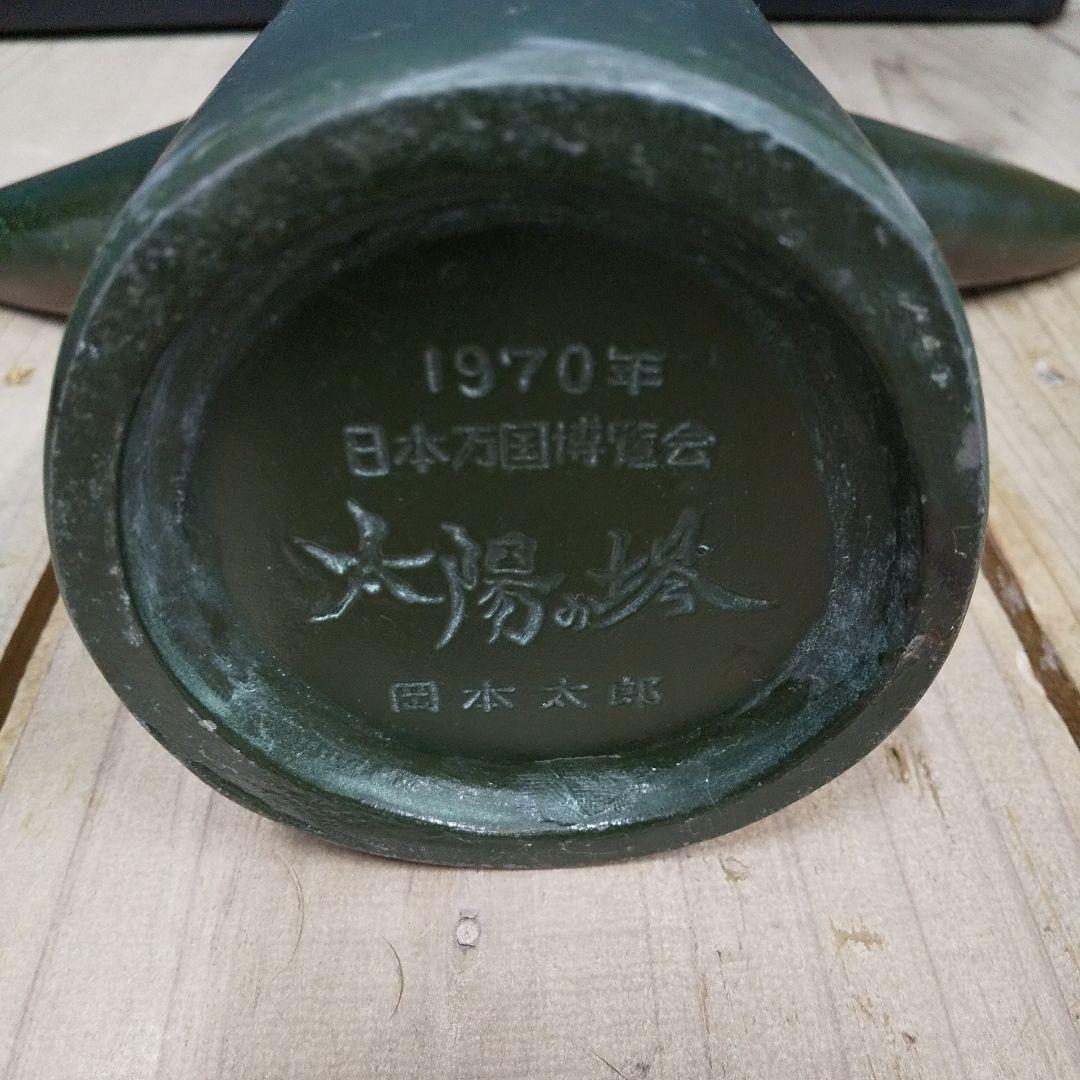 1970年
日本万国博覧会
太陽の塔
岡本太郎